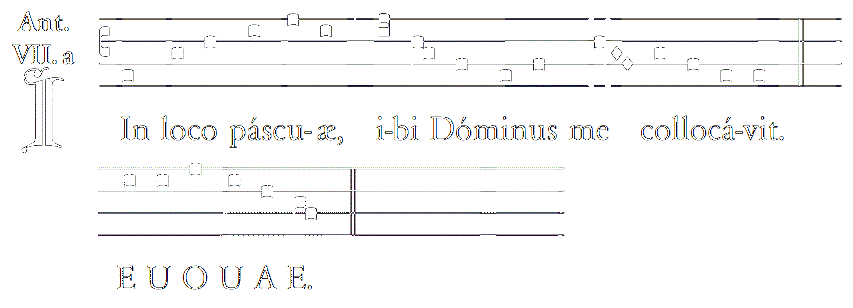 Ant.
VII. a
In loco páscu-æ, i-bi Dóminus me collocá-vit.
E U O U A E.